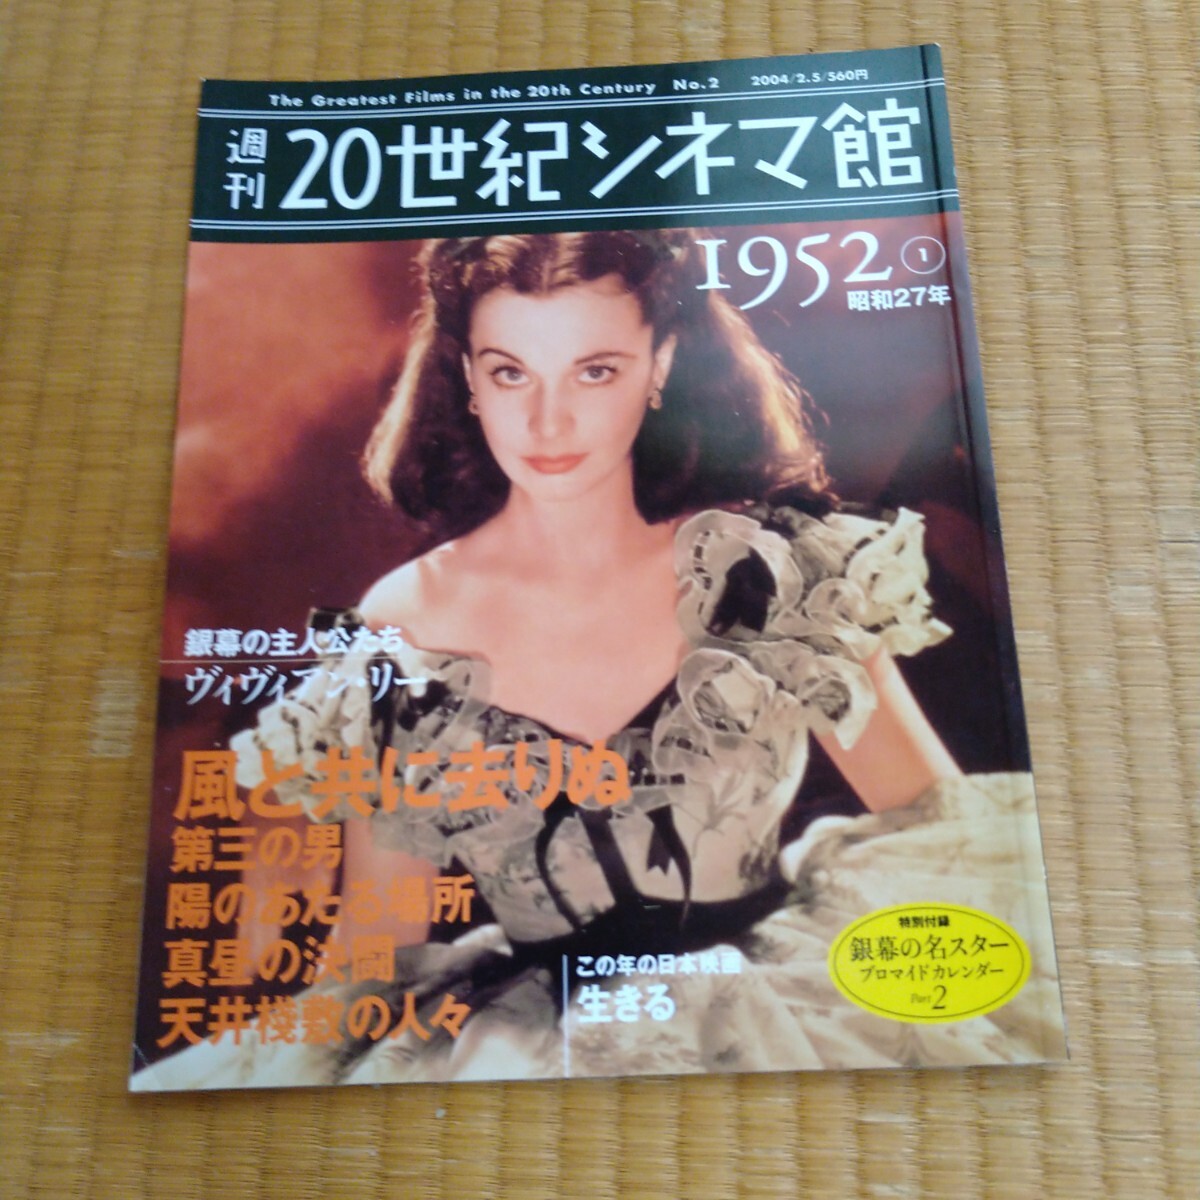 The Greatest Films in the 20th Century No.2 2004/2.5/560円
週刊 20世紀シネマ館
1952 ①
昭和27年
銀幕の主人公たち
ヴィヴィアン・リー
風と共に去りぬ
第三の男
陽のあたる場所
真昼の決闘
天井棧敷の人々
この年の日本映画
生きる
特別付録
銀幕の名スター
ブロマイドカレンダー
Part 2